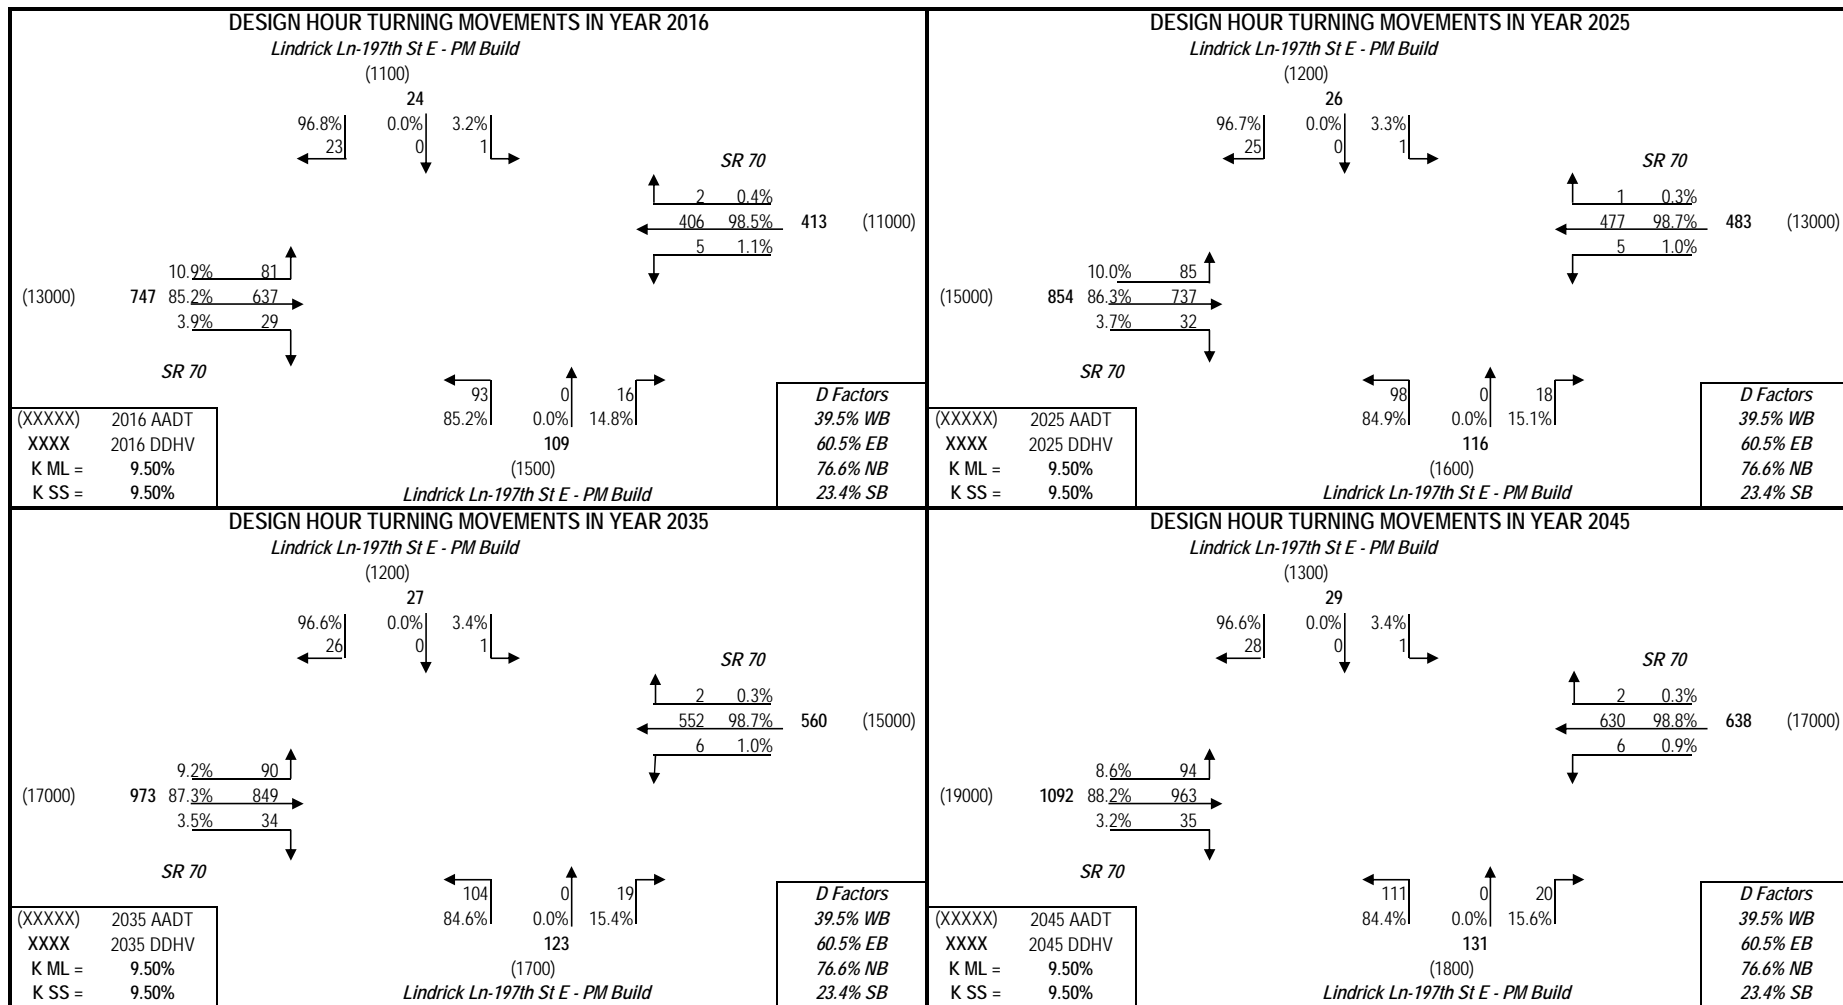 DESIGN HOUR TURNING MOVEMENTS IN YEAR 2016
Lindrick Ln-197th St E - PM Build
(1100)
24
96.8% 0.0% 3.2%
23 0 1
SR 70
2 0.4%
406 98.5% 413 (11000)
5 1.1%
10.9% 81
(13000) 747 85.2% 637
3.9% 29
SR 70
93 0 16
85.2% 0.0% 14.8%
109
(1500)
Lindrick Ln-197th St E - PM Build
(XXXXX) 2016 AADT
XXXX 2016 DDHV
K ML = 9.50%
K SS = 9.50%
D Factors
39.5% WB
60.5% EB
76.6% NB
23.4% SB
DESIGN HOUR TURNING MOVEMENTS IN YEAR 2025
Lindrick Ln-197th St E - PM Build
(1200)
26
96.7% 0.0% 3.3%
25 0 1
SR 70
1 0.3%
477 98.7% 483 (13000)
5 1.0%
10.0% 85
(15000) 854 86.3% 737
3.7% 32
SR 70
98 0 18
84.9% 0.0% 15.1%
116
(1600)
Lindrick Ln-197th St E - PM Build
(XXXXX) 2025 AADT
XXXX 2025 DDHV
K ML = 9.50%
K SS = 9.50%
D Factors
39.5% WB
60.5% EB
76.6% NB
23.4% SB
DESIGN HOUR TURNING MOVEMENTS IN YEAR 2035
Lindrick Ln-197th St E - PM Build
(1200)
27
96.6% 0.0% 3.4%
26 0 1
SR 70
2 0.3%
552 98.7% 560 (15000)
6 1.0%
9.2% 90
(17000) 973 87.3% 849
3.5% 34
SR 70
104 0 19
84.6% 0.0% 15.4%
123
(1700)
Lindrick Ln-197th St E - PM Build
(XXXXX) 2035 AADT
XXXX 2035 DDHV
K ML = 9.50%
K SS = 9.50%
D Factors
39.5% WB
60.5% EB
76.6% NB
23.4% SB
DESIGN HOUR TURNING MOVEMENTS IN YEAR 2045
Lindrick Ln-197th St E - PM Build
(1300)
29
96.6% 0.0% 3.4%
28 0 1
SR 70
2 0.3%
630 98.8% 638 (17000)
6 0.9%
8.6% 94
(19000) 1092 88.2% 963
3.2% 35
SR 70
111 0 20
84.4% 0.0% 15.6%
131
(1800)
Lindrick Ln-197th St E - PM Build
(XXXXX) 2045 AADT
XXXX 2045 DDHV
K ML = 9.50%
K SS = 9.50%
D Factors
39.5% WB
60.5% EB
76.6% NB
23.4% SB